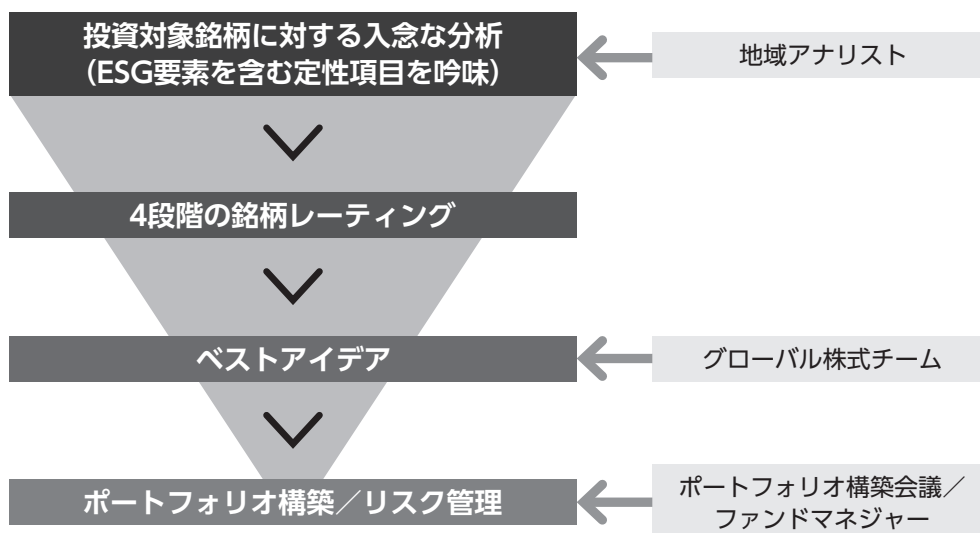 投資対象銘柄に対する入念な分析
（ESG要素を含む定性項目を吟味）
地域アナリスト
4段階の銘柄レーティング
ベストアイデア
グローバル株式チーム
ポートフォリオ構築／リスク管理
ポートフォリオ構築会議／
ファンドマネジャー